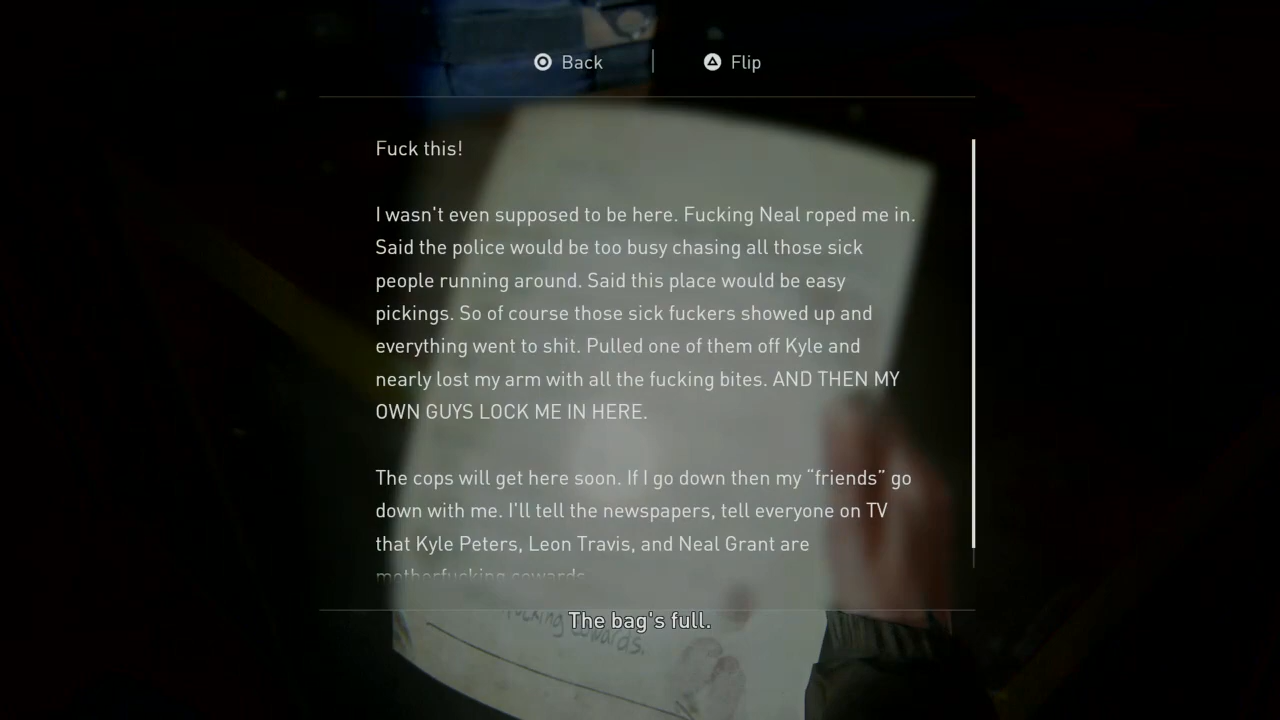 Back
Flip
Fuck this!
I wasn't even supposed to be here. Fucking Neal roped me in.
Said the police would be too busy chasing all those sick
people running around. Said this place would be easy
pickings. So of course those sick fuckers showed up and
everything went to shit. Pulled one of them off Kyle and
nearly lost my arm with all the fucking bites. AND THEN MY
OWN GUYS LOCK ME IN HERE.
The cops will get here soon. If I go down then my “friends” go
down with me. I’ll tell the newspapers, tell everyone on TV
that Kyle Peters, Leon Travis, and Neal Grant are
motherfucking cowards.
The bag's full.
fucking cowards.